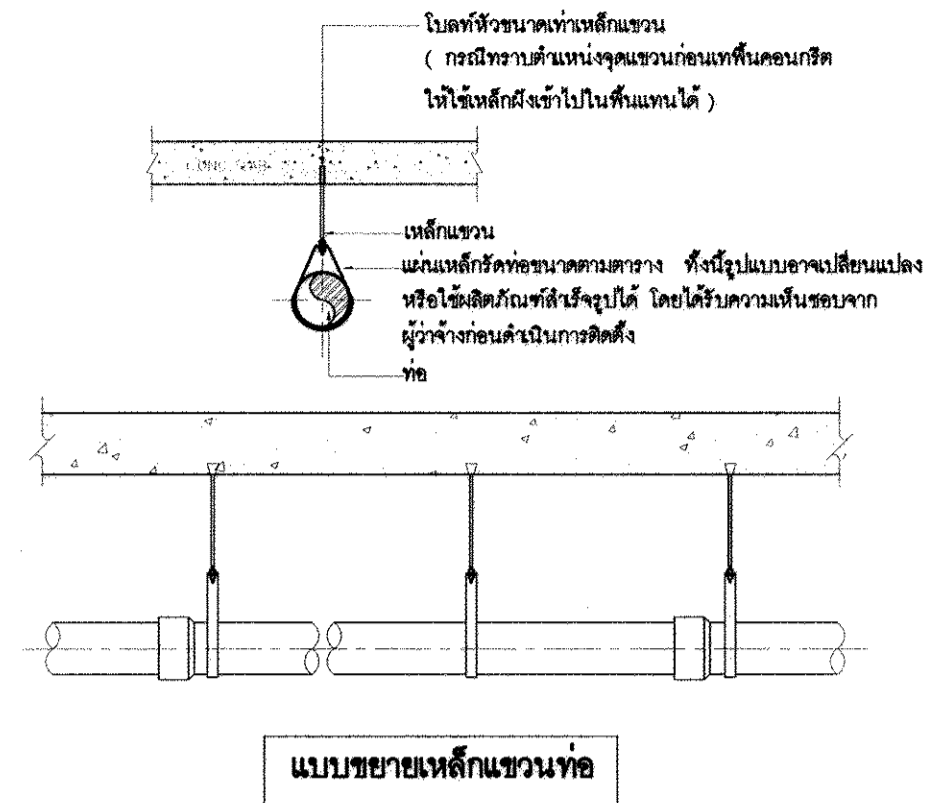 โบลท์หัวขนาดเท่าเหล็กแขวน
( กรณีทราบตำแหน่งจุดแขวนก่อนเทพื้นคอนกรีต
ให้ใช้เหล็กฝังเข้าไปในพื้นแทนได้ )
CONC. SLAB
เหล็กแขวน
แผ่นเหล็กรัดท่อขนาดตามตาราง ทั้งนี้รูปแบบอาจเปลี่ยนแปลง
หรือใช้ผลิตภัณฑ์สำเร็จรูปได้ โดยได้รับความเห็นชอบจาก
ผู้ว่าจ้างก่อนดำเนินการติดตั้ง
ท่อ
แบบขยายเหล็กแขวนท่อ